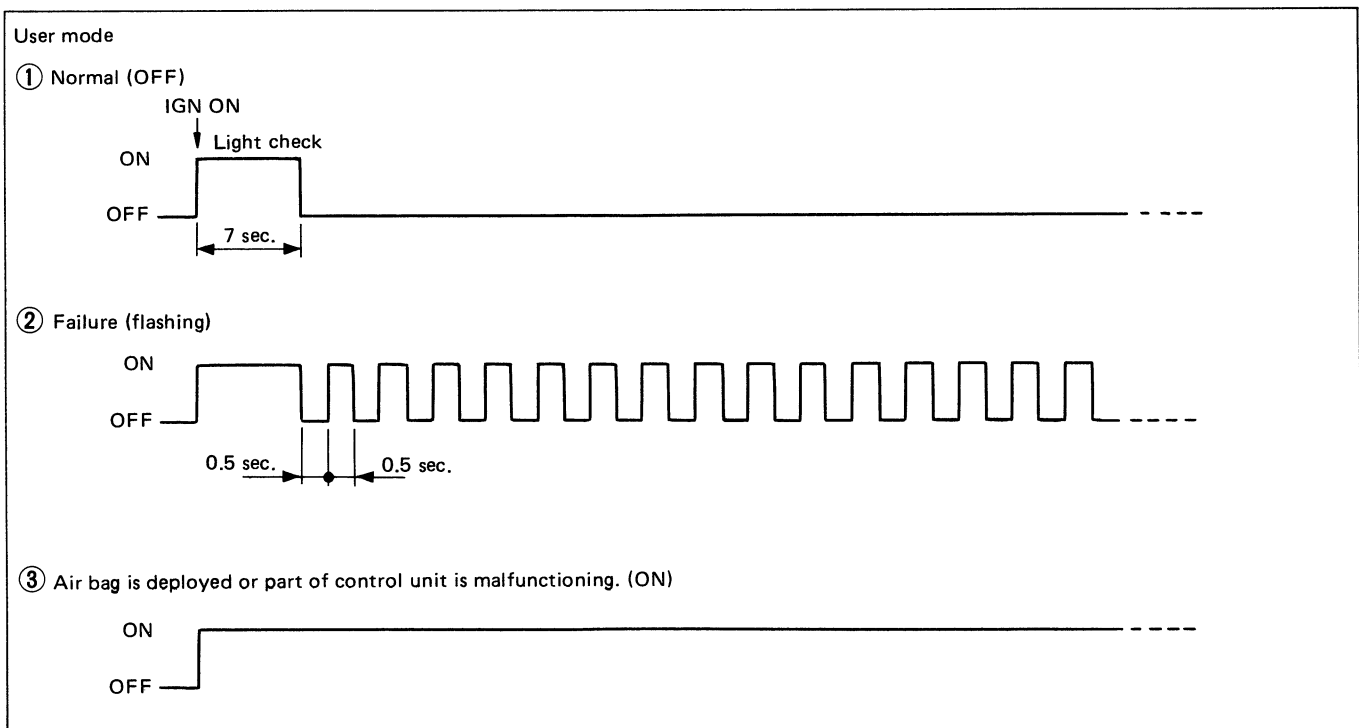 User mode
① Normal (OFF)
IGN ON
Light check
ON
OFF
7 sec.
② Failure (flashing)
ON
OFF
0.5 sec.
0.5 sec.
③ Air bag is deployed or part of control unit is malfunctioning. (ON)
ON
OFF